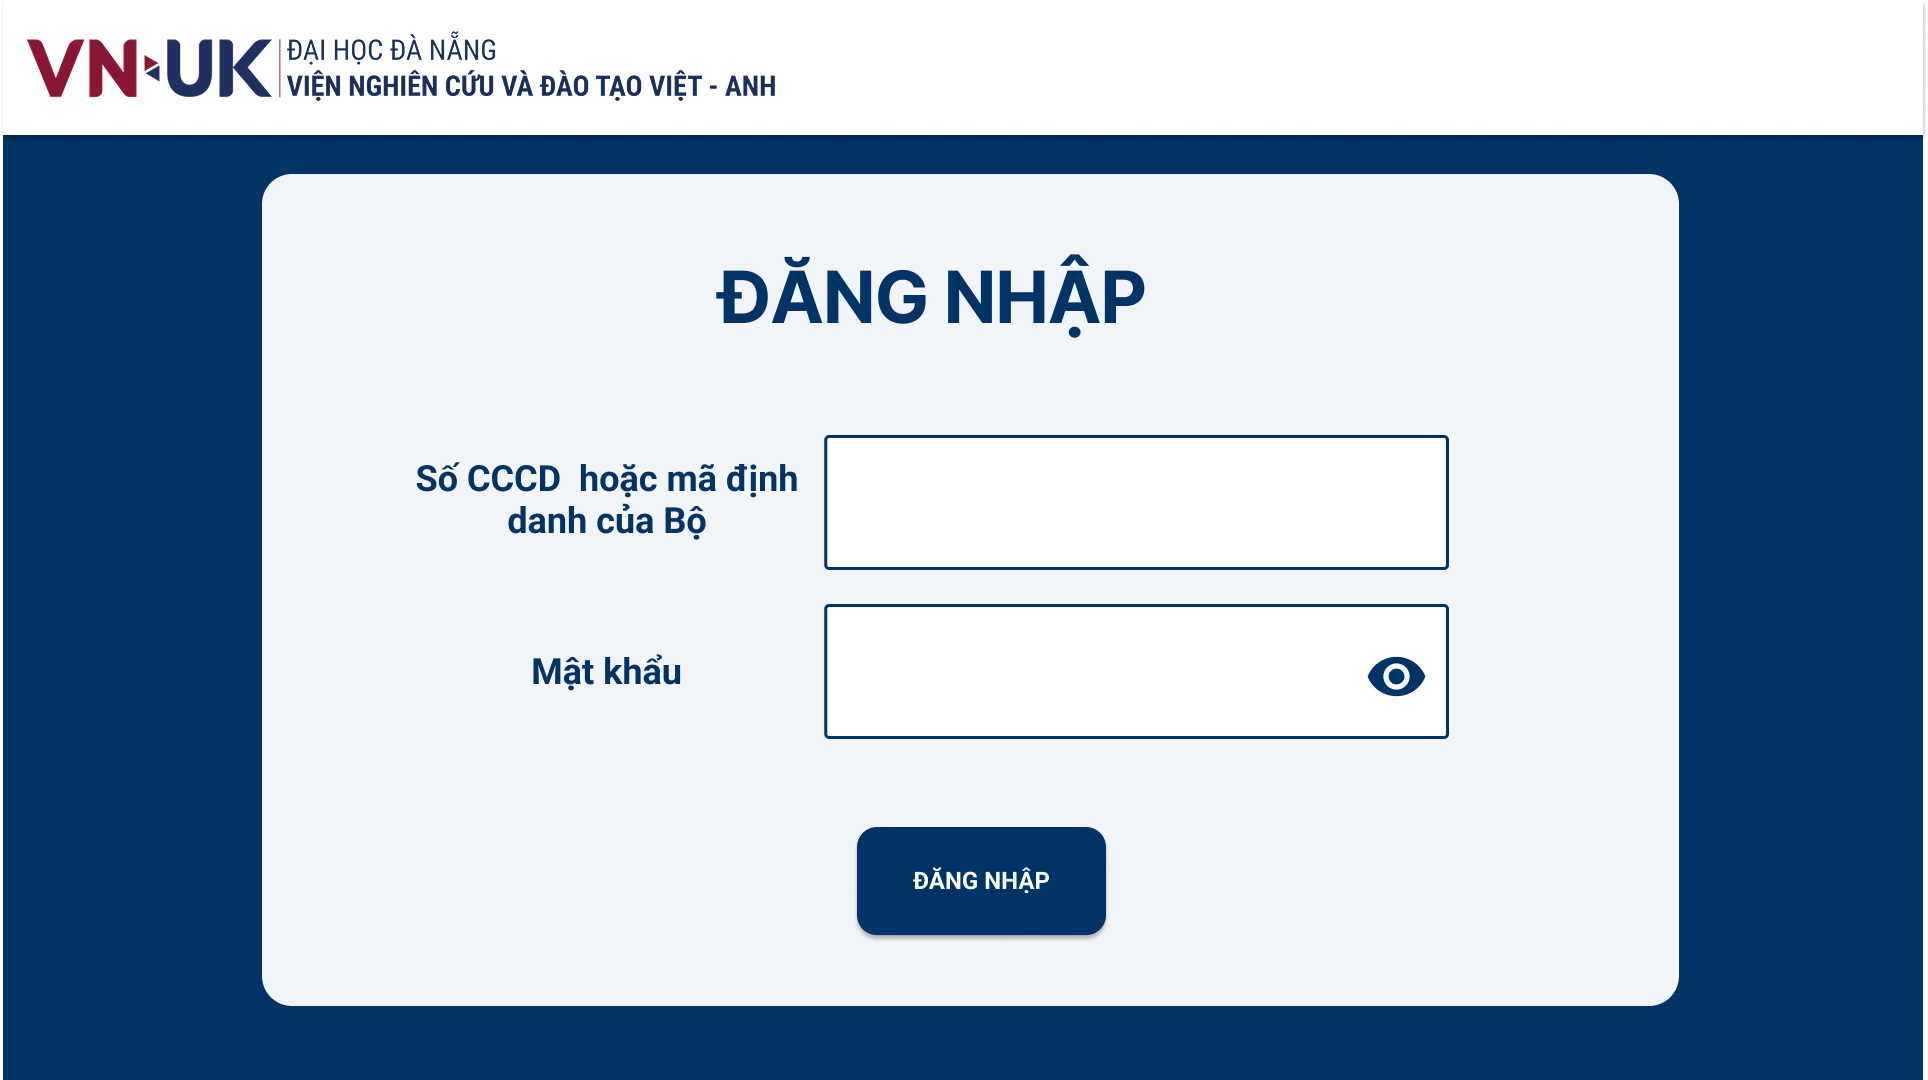 VN UK
ĐẠI HỌC ĐÀ NẴNG
VIỆN NGHIÊN CỨU VÀ ĐÀO TẠO VIỆT - ANH
ĐĂNG NHẬP
Số CCCD  hoặc mã định
danh của Bộ
Mật khẩu
ĐĂNG NHẬP